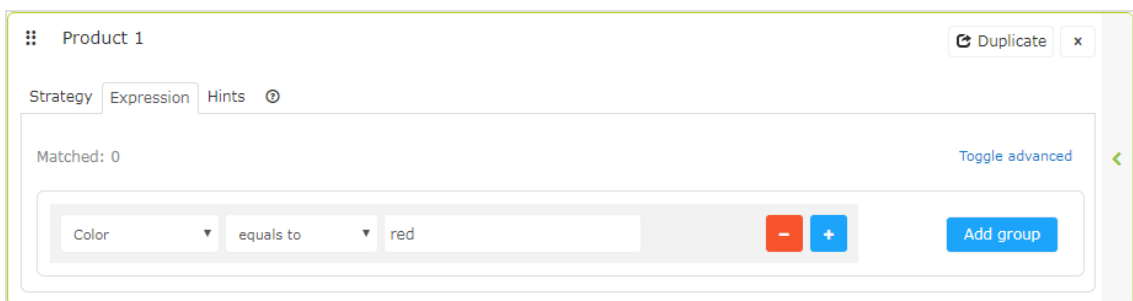 Product 1
Duplicate x
Strategy Expression Hints
Matched: 0
Toggle advanced
Color equals to red - + Add group